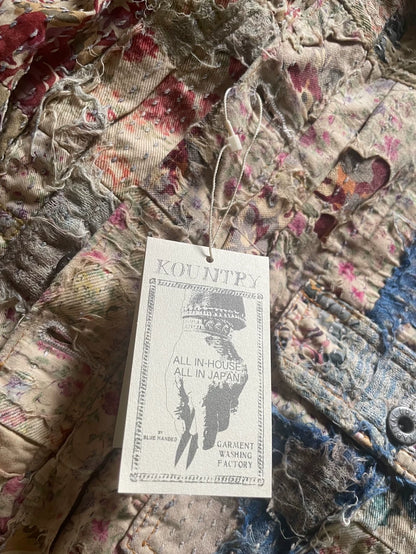 KOUNTRY
ALL IN-HOUSE
ALL IN JAPAN
BY
BLUE HANDED
GARMENT
WASHING
FACTORY